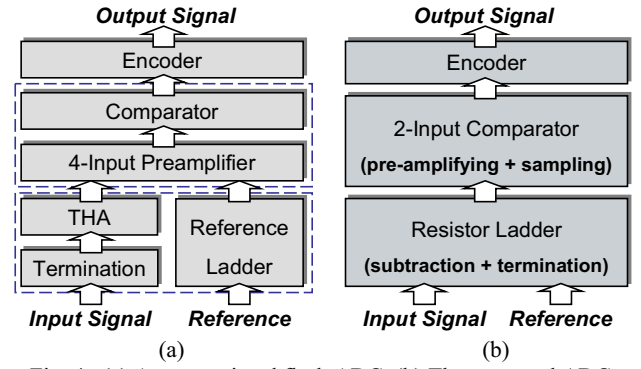 Output Signal
Encoder
Comparator
4-Input Preamplifier
THA
Termination
Reference
Ladder
Input Signal Reference
(a)
Output Signal
Encoder
2-Input Comparator
(pre-amplifying + sampling)
Resistor Ladder
(subtraction + termination)
Input Signal Reference
(b)